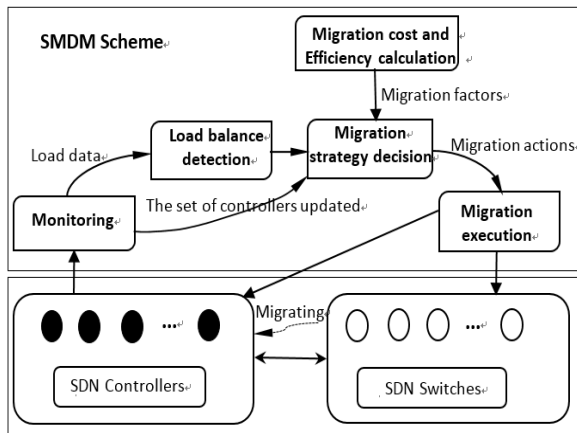 SMDM Scheme
Migration cost and
Efficiency calculation
Migration factors
Load balance
detection
Migration
strategy decision
Load data
Migration actions
Monitoring
The set of controllers updated
Migration
execution
...
Migrating
...
SDN Controllers
SDN Switches